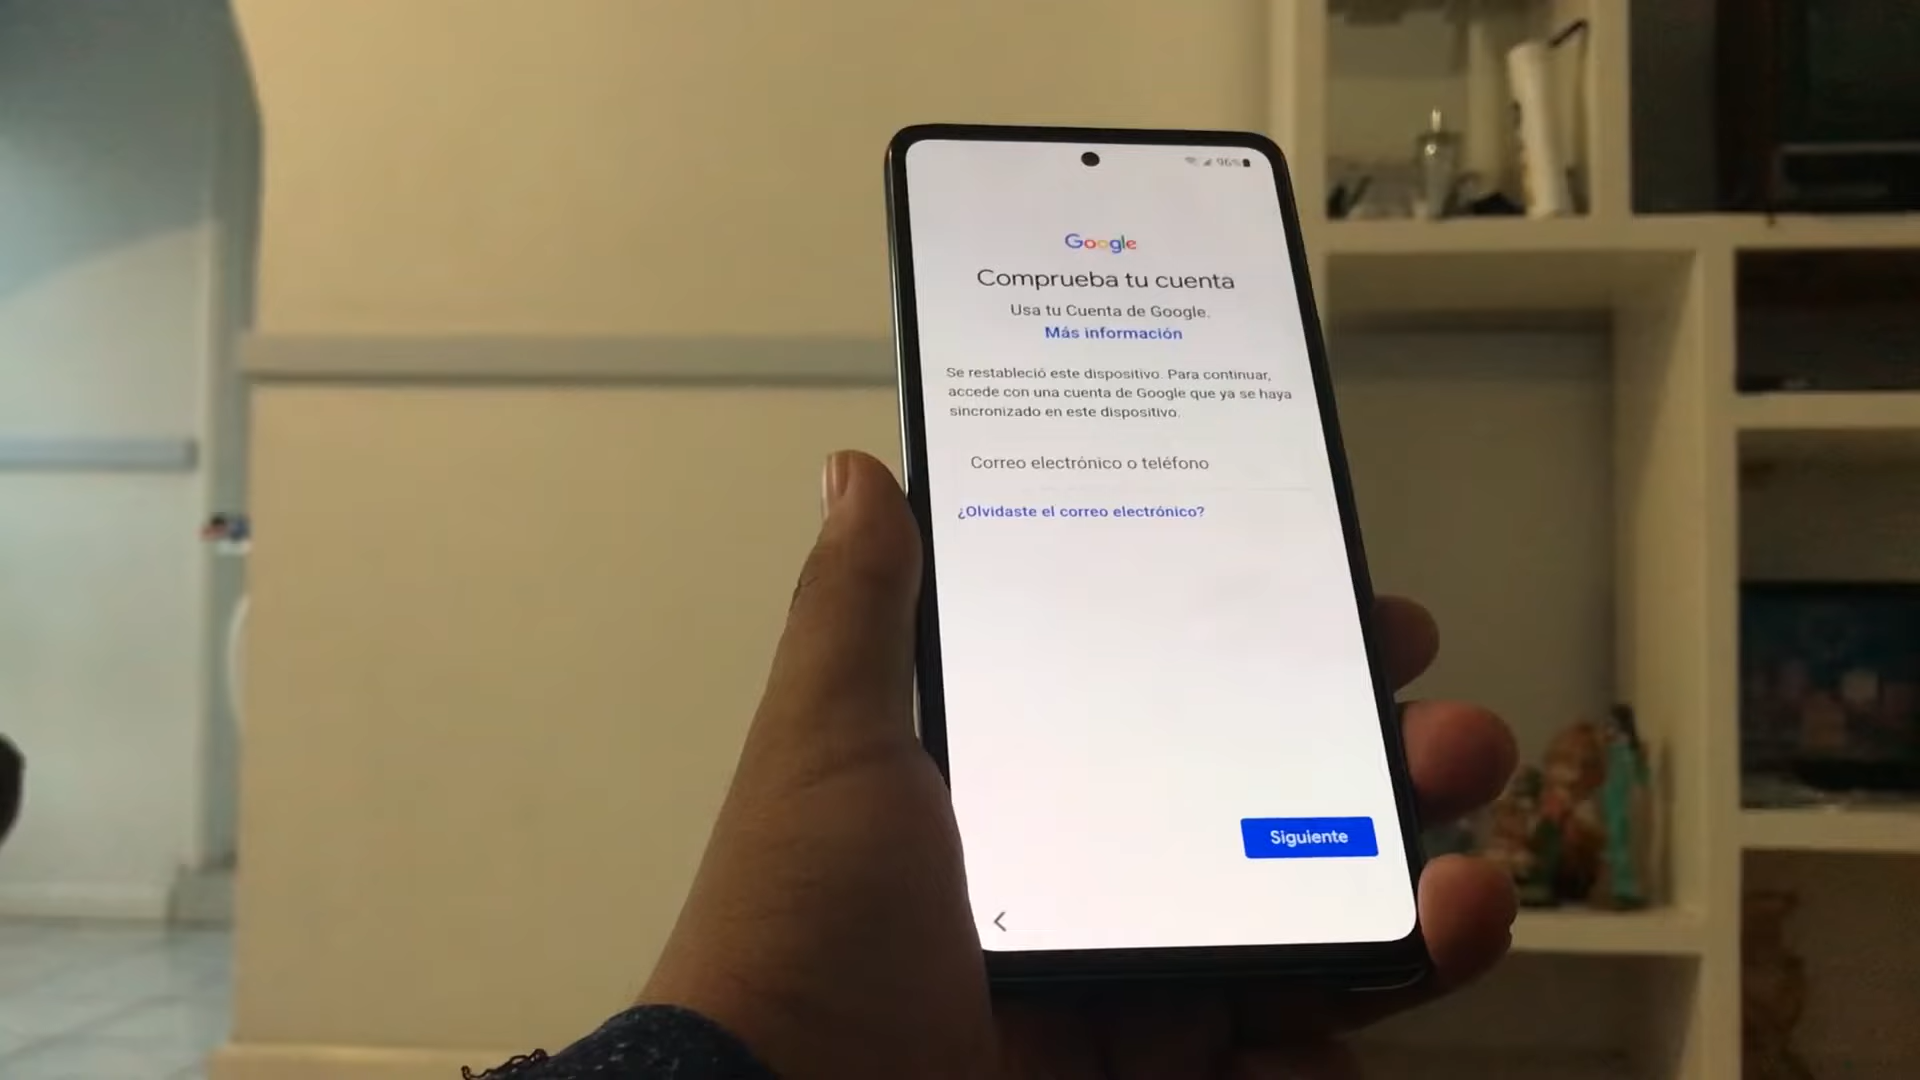 96%
Google
Comprueba tu cuenta
Usa tu Cuenta de Google.
Más información
Se restableció este dispositivo. Para continuar,
accede con una cuenta de Google que ya se haya
sincronizado en este dispositivo.
Correo electrónico o teléfono
¿Olvidaste el correo electrónico?
Siguiente